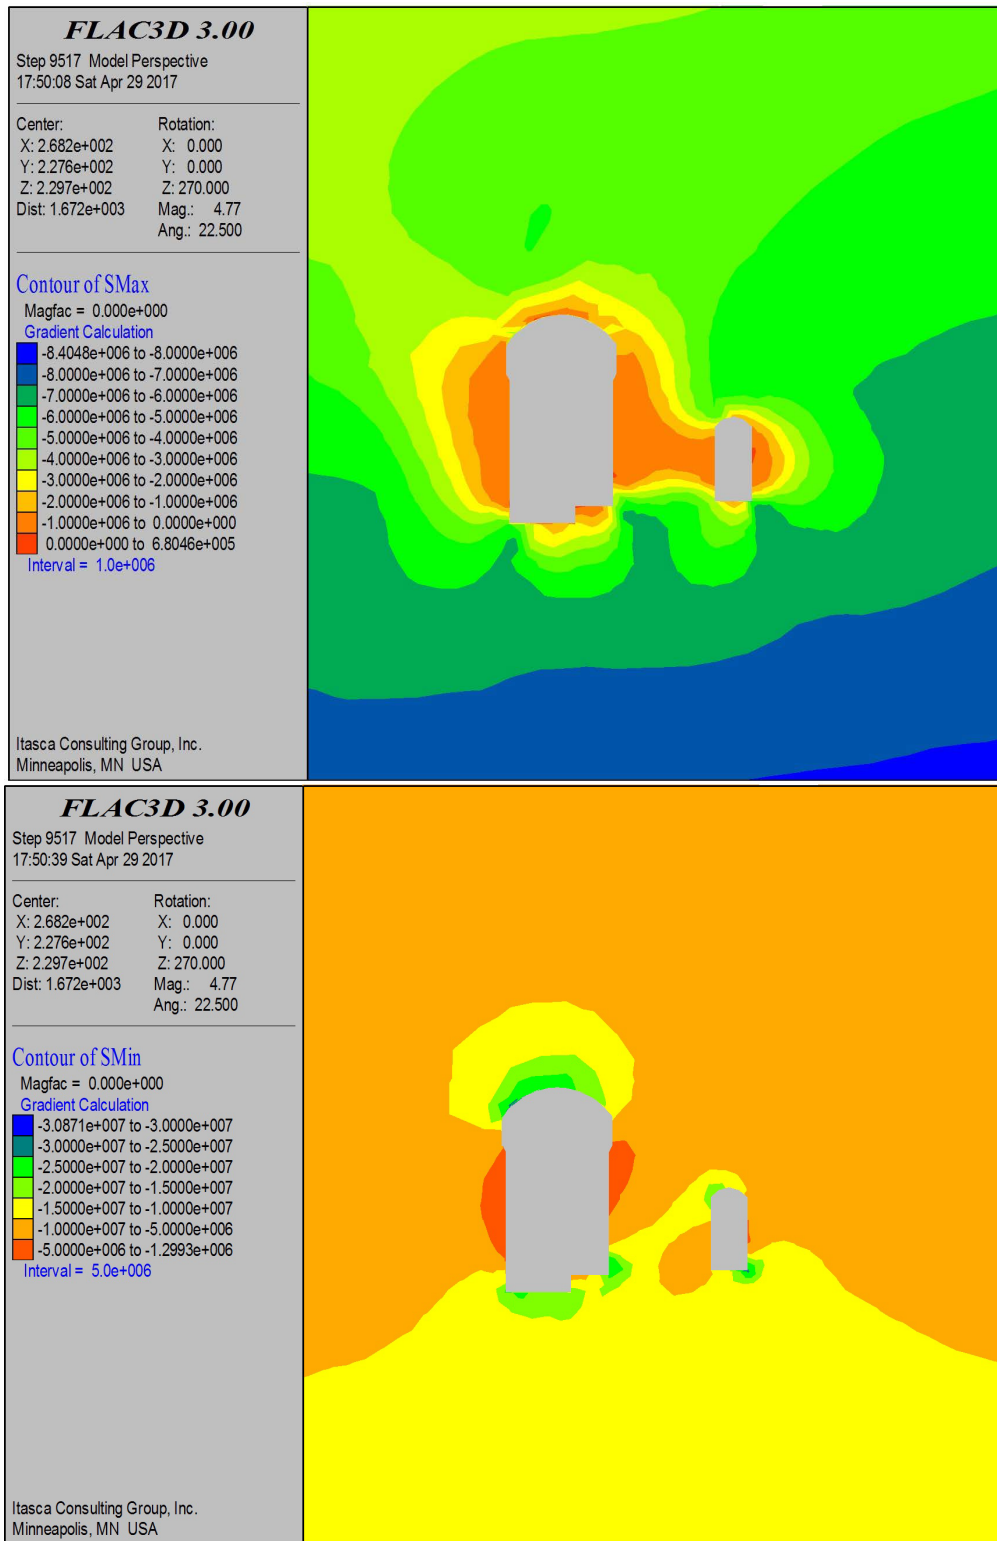 FLAC3D 3.00
Step 9517 Model Perspective
17:50:08 Sat Apr 29 2017
Center: Rotation:
X: 2.682e+002 X: 0.000
Y: 2.276e+002 Y: 0.000
Z: 2.297e+002 Z: 270.000
Dist: 1.672e+003 Mag.: 4.77
Ang.: 22.500
Contour of SMax
Magfac = 0.000e+000
Gradient Calculation
-8.4048e+006 to -8.0000e+006
-8.0000e+006 to -7.0000e+006
-7.0000e+006 to -6.0000e+006
-6.0000e+006 to -5.0000e+006
-5.0000e+006 to -4.0000e+006
-4.0000e+006 to -3.0000e+006
-3.0000e+006 to -2.0000e+006
-2.0000e+006 to -1.0000e+006
-1.0000e+006 to 0.0000e+000
0.0000e+000 to 6.8046e+005
Interval = 1.0e+006
Itasca Consulting Group, Inc.
Minneapolis, MN USA
FLAC3D 3.00
Step 9517 Model Perspective
17:50:39 Sat Apr 29 2017
Center: Rotation:
X: 2.682e+002 X: 0.000
Y: 2.276e+002 Y: 0.000
Z: 2.297e+002 Z: 270.000
Dist: 1.672e+003 Mag.: 4.77
Ang.: 22.500
Contour of SMin
Magfac = 0.000e+000
Gradient Calculation
-3.0871e+007 to -3.0000e+007
-3.0000e+007 to -2.5000e+007
-2.5000e+007 to -2.0000e+007
-2.0000e+007 to -1.5000e+007
-1.5000e+007 to -1.0000e+007
-1.0000e+007 to -5.0000e+006
-5.0000e+006 to -1.2993e+006
Interval = 5.0e+006
Itasca Consulting Group, Inc.
Minneapolis, MN USA